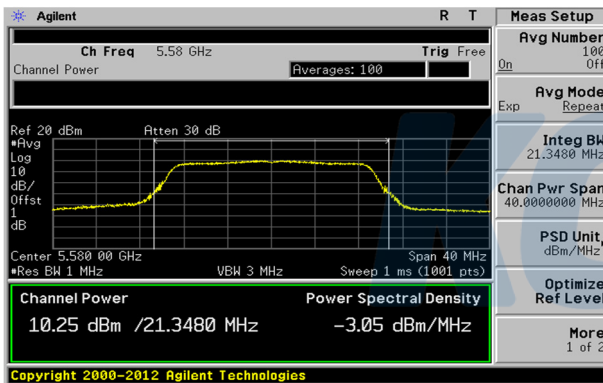 Agilent R T Meas Setup
Ch Freq 5.58 GHz Trig Free
Channel Power Averages: 100
Avg Number
100
On Off
Avg Mode
Exp Repeat
Integ BW
21.3480 MHz
Chan Pwr Span
40.0000000 MHz
PSD Unit
dBm/MHz
Optimize
Ref Level
More
1 of 2
Ref 20 dBm Atten 30 dB
#Avg
Log
10
dB/
Offst
1
dB
Center 5.580 00 GHz Span 40 MHz
#Res BW 1 MHz VBW 3 MHz Sweep 1 ms (1001 pts)
Channel Power Power Spectral Density
10.25 dBm /21.3480 MHz -3.05 dBm/MHz
Copyright 2000-2012 Agilent Technologies